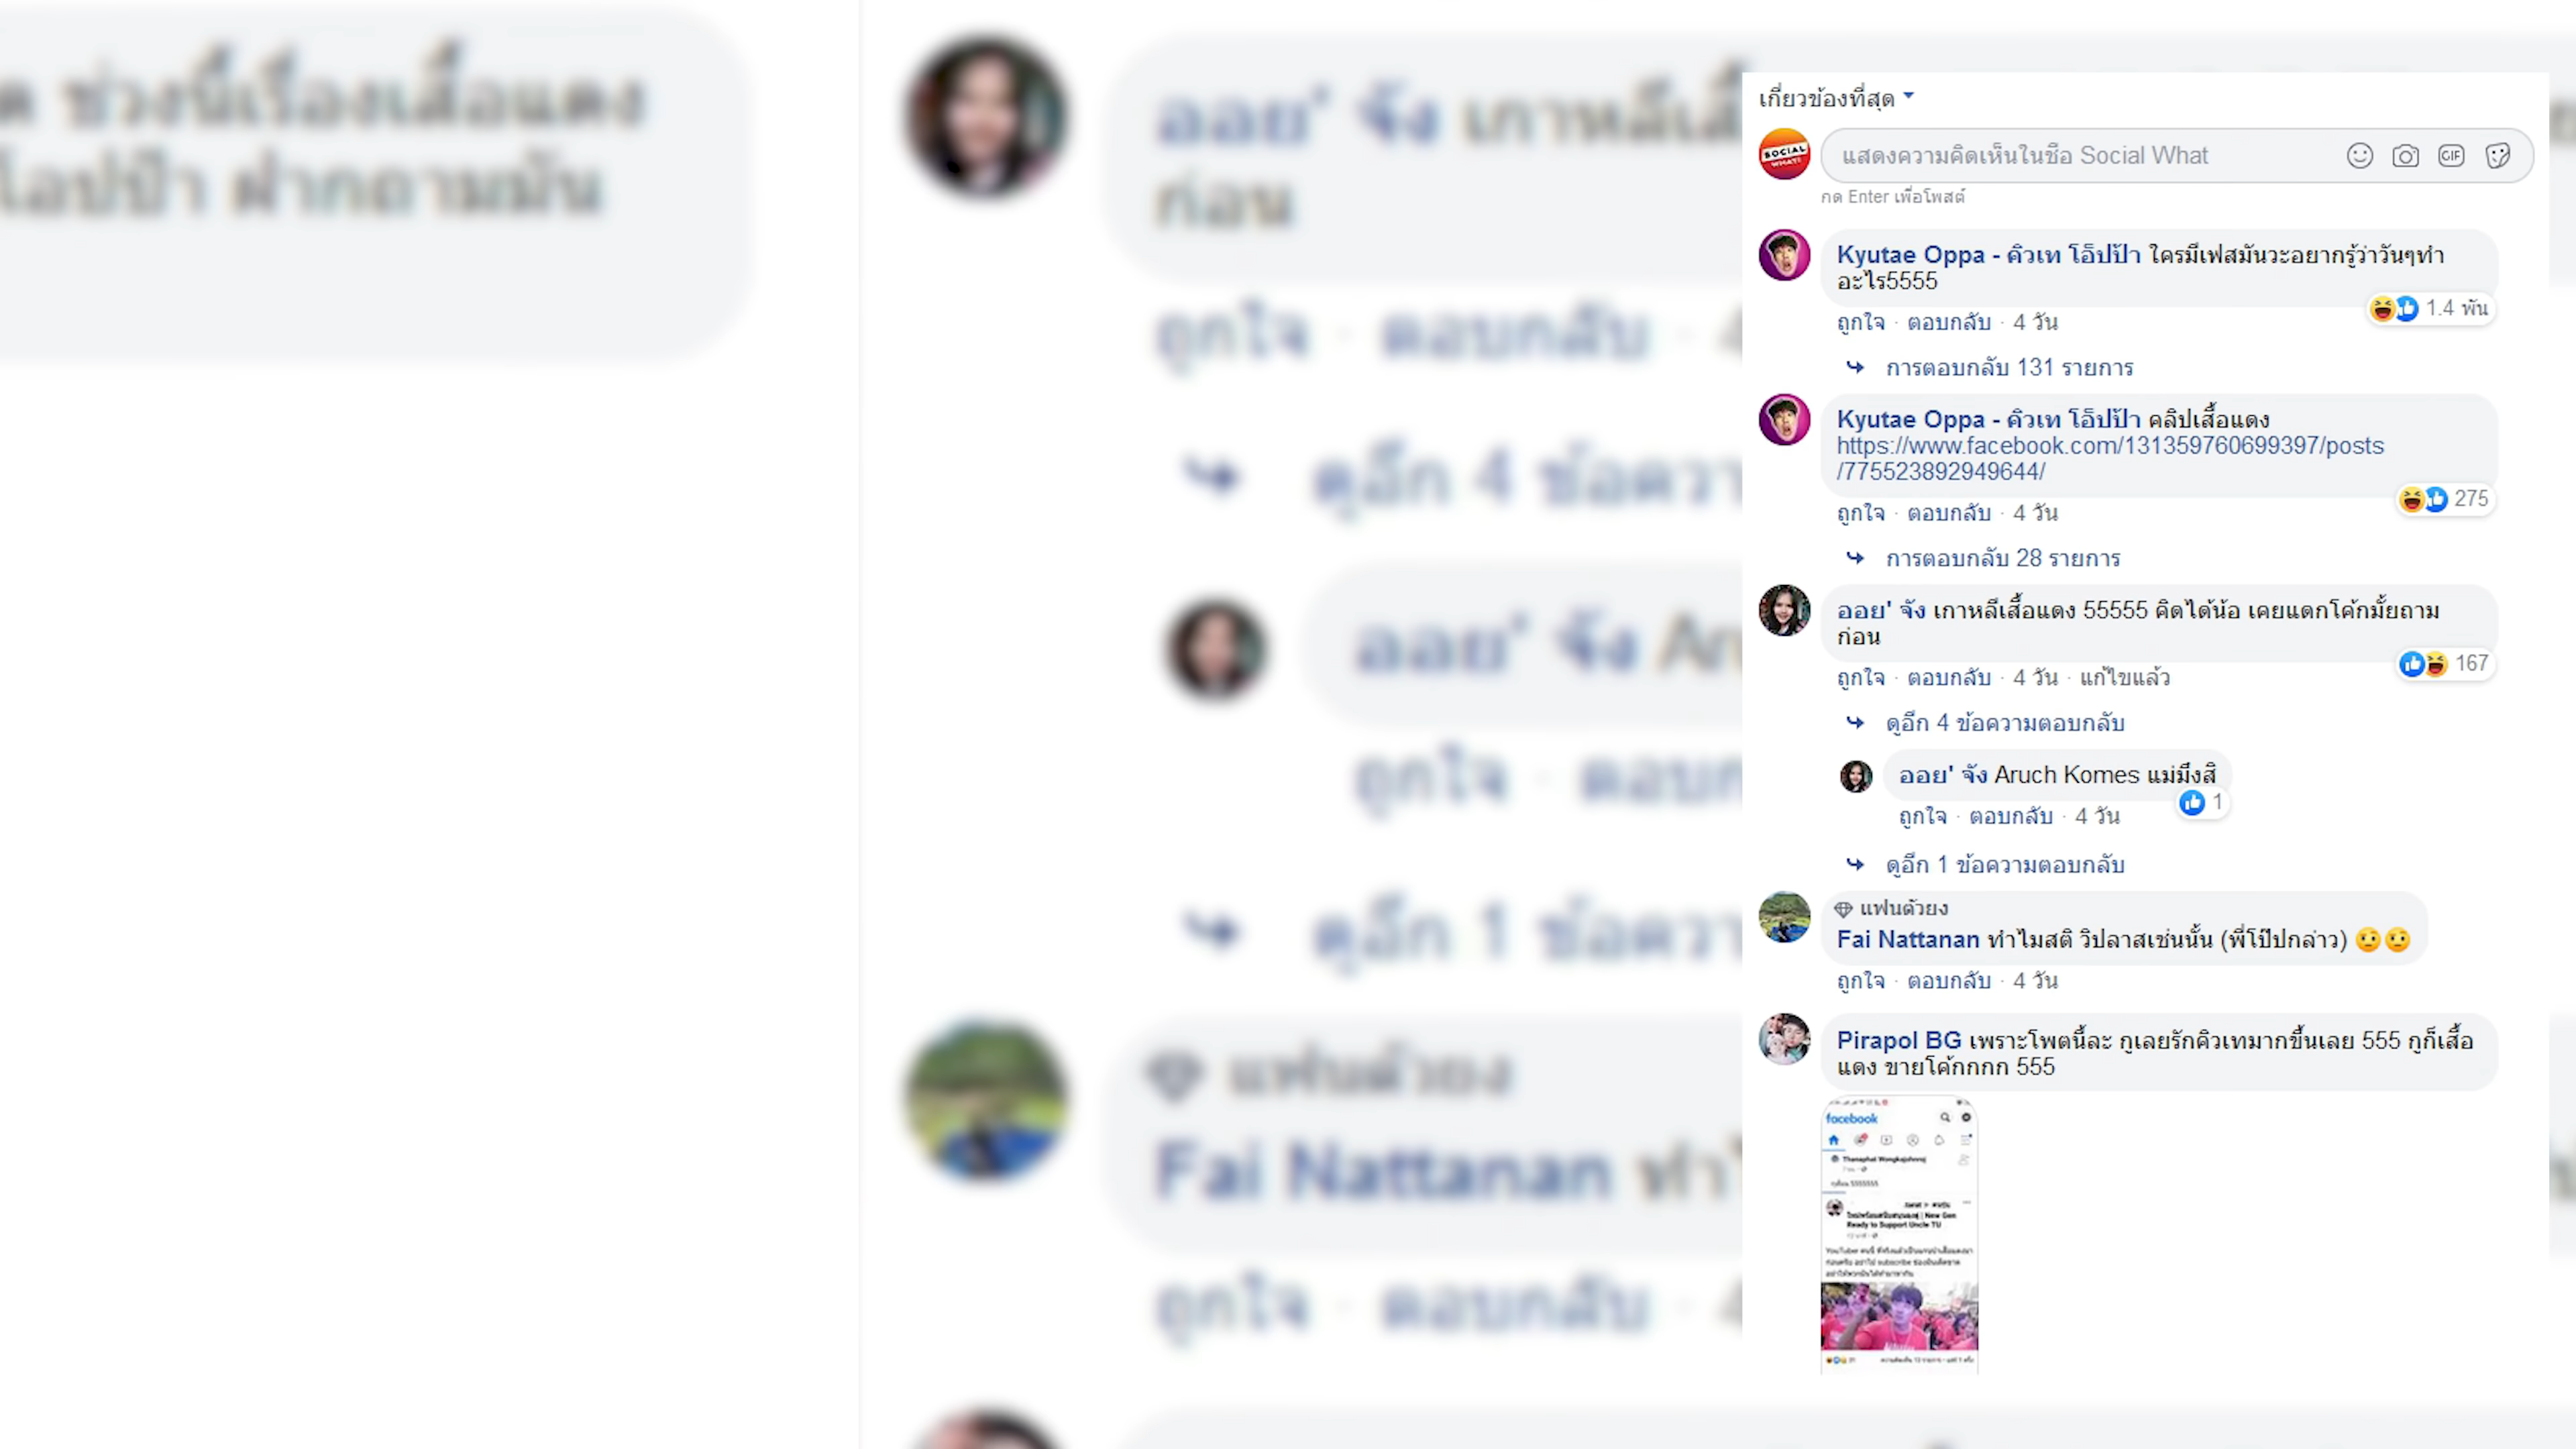 ช่วงนี้เรื่องเสื้อแดง
โอปป้า ฝากถามมัน
ออย' จัง เกาหลีเสื้อ
ก่อน
ถูกใจ · ตอบกลับ ·
ดูอีก 4 ข้อความ
ออย' จัง
ถูกใจ ·
ดูอีก 1 ข้อความ
แฟนตัวยง
Fai Nattanan
ถูกใจ · ตอบกลับ ·
เกี่ยวข้องที่สุด
SOCIAL
WHAT!
แสดงความคิดเห็นในชื่อ Social What
GIF
กด Enter เพื่อโพสต์
Kyutae Oppa - คิวเท โอ็ปป้า ใครมีเฟสมันวะอยากรู้ว่าวันๆทำ
อะไร5555
1.4 พัน
ถูกใจ · ตอบกลับ · 4 วัน
การตอบกลับ 131 รายการ
Kyutae Oppa - คิวเท โอ็ปป้า คลิปเสื้อแดง
https://www.facebook.com/131359760699397/posts
/775523892949644/
275
ถูกใจ · ตอบกลับ · 4 วัน
การตอบกลับ 28 รายการ
ออย' จัง เกาหลีเสื้อแดง 55555 คิดได้น้อ เคยแดกโค้กมั้ยถาม
ก่อน
167
ถูกใจ · ตอบกลับ · 4 วัน · แก้ไขแล้ว
ดูอีก 4 ข้อความตอบกลับ
ออย' จัง Aruch Komes แม่มึงสิ
1
ถูกใจ · ตอบกลับ · 4 วัน
ดูอีก 1 ข้อความตอบกลับ
แฟนตัวยง
Fai Nattanan ทำไมสติ วิปลาสเช่นนั้น (พี่โป๊ปกล่าว)
ถูกใจ · ตอบกลับ · 4 วัน
Pirapol BG เพราะโพตนี้ละ กูเลยรักคิวเทมากขึ้นเลย 555 กูก็เสื้อ
แดง ขายโค้กกกก 555
facebook
New Gen
Ready to Support Uncle TU